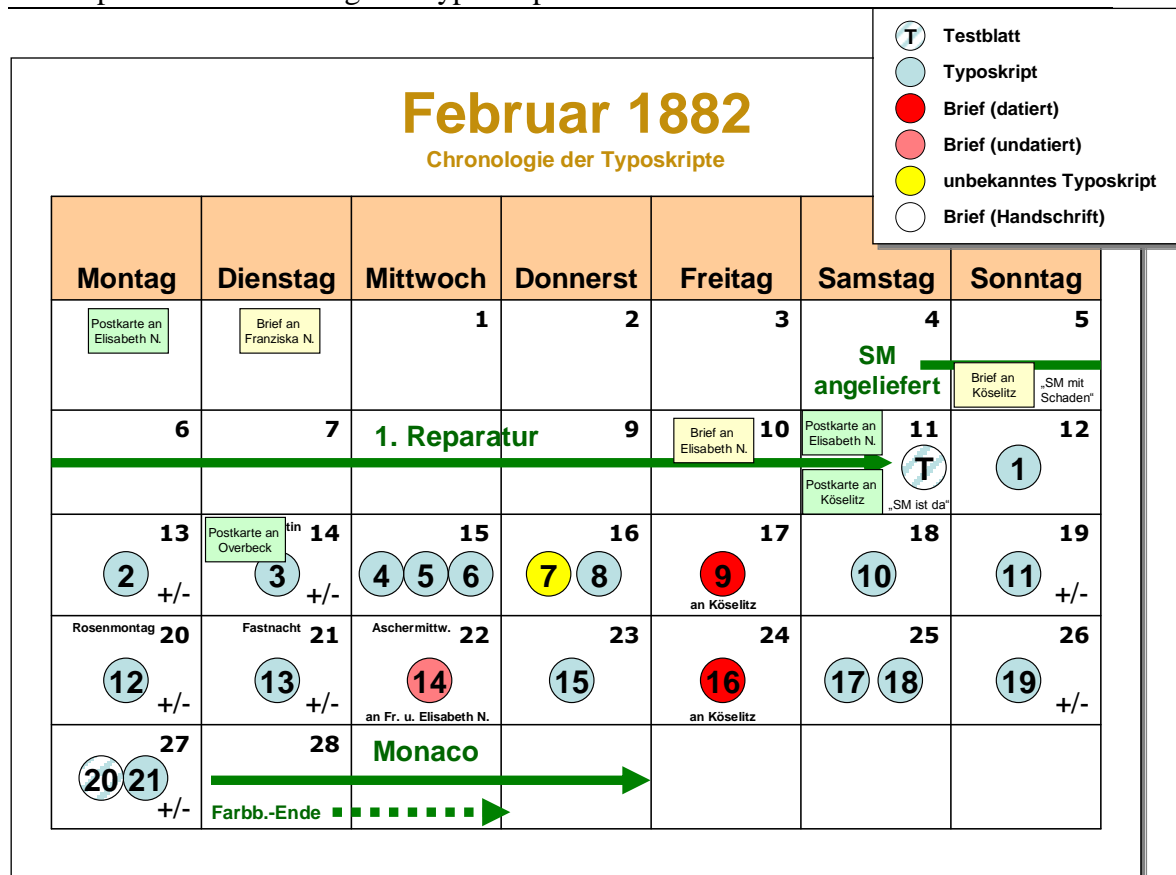 T Testblatt
Typoskript
Brief (datiert)
Brief (undatiert)
unbekanntes Typoskript
Brief (Handschrift)
Februar 1882
Chronologie der Typoskripte
Montag Dienstag Mittwoch Donnerst Freitag Samstag Sonntag
Postkarte an
Elisabeth N.
Brief an
Franziska N.
1 2 3 4 5
SM
angeliefert
Brief an
Köselitz
„SM mit
Schaden“
6 7 1. Reparatur 9
Brief an
Elisabeth N.
10
Postkarte an
Elisabeth N.
11 12
T 1
Postkarte an
Köselitz
„SM ist da“
13
Postkarte an
Overbeck
tin 14 15 16 17 18 19
2 +/- 3 +/- 4 5 6 7 8 9 10 11 +/-
an Köselitz
Rosenmontag 20 Fastnacht 21 Aschermittw. 22 23 24 25 26
12 +/- 13 +/- 14 15 16 17 18 19 +/-
an Fr. u. Elisabeth N. an Köselitz
27 28 Monaco
20 21 +/-
Farbb.-Ende